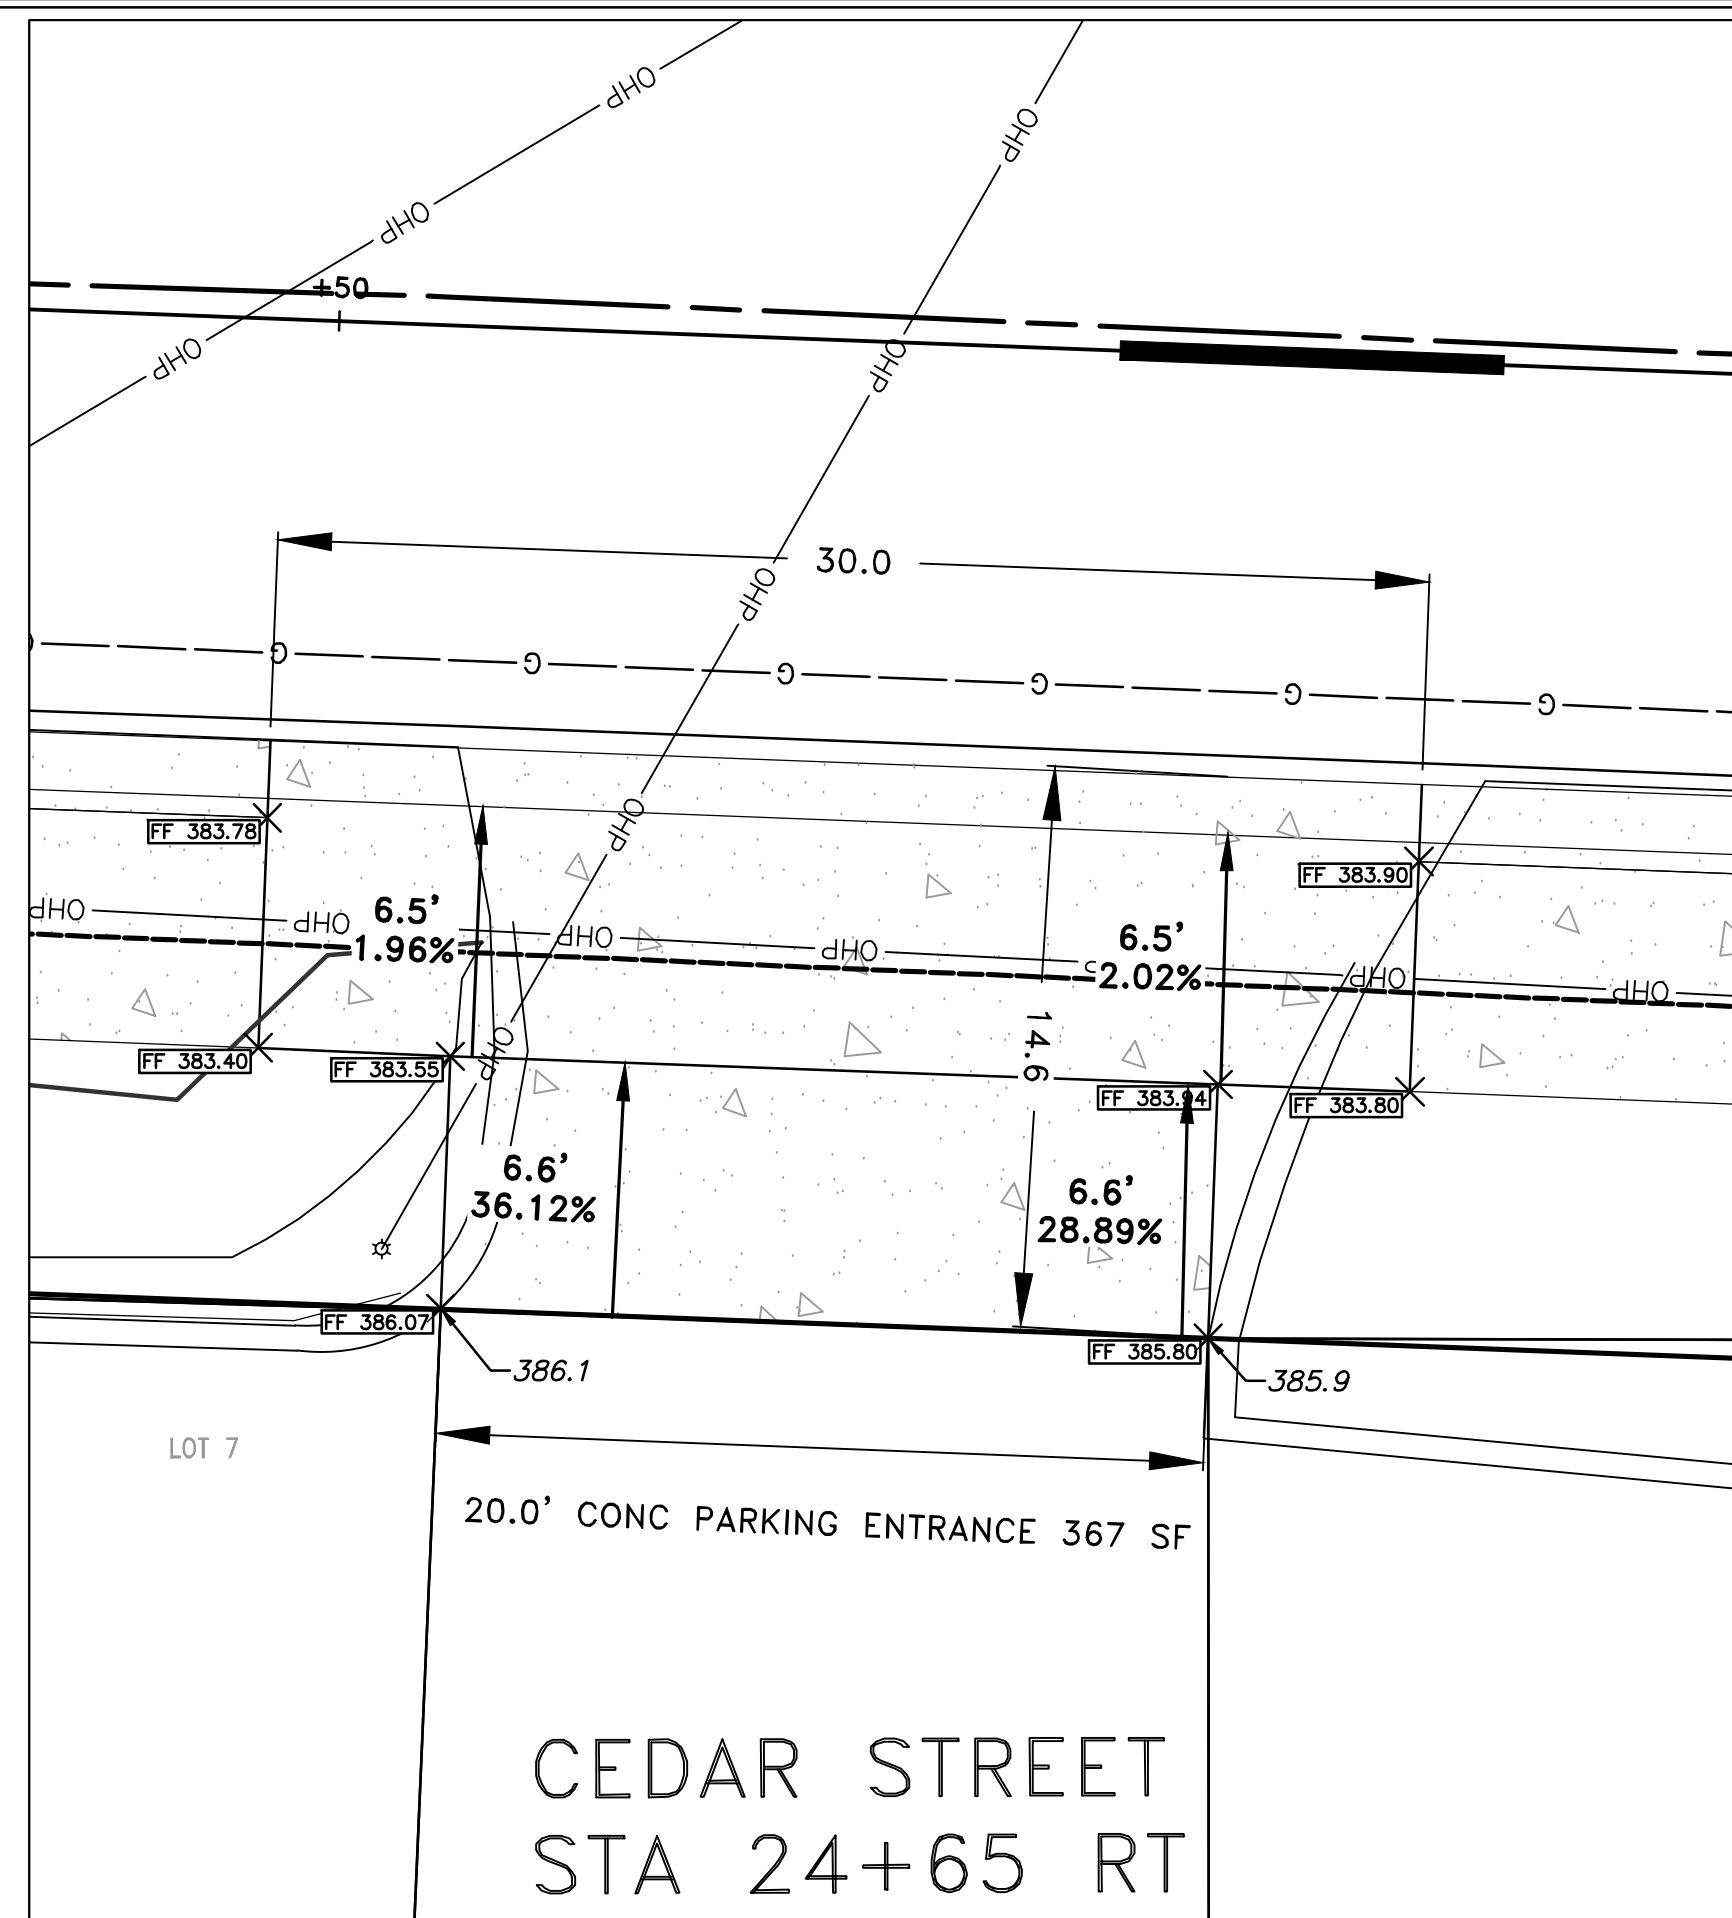 OHP
OHP
OHP
OHP
+50
OHP
OHP
30.0
OHP
G
G
G
G
G
G
OHP
FF 383.78
FF 383.90
OHP
OHP
6.5'
1.96%
OHP
OHP
6.5'
2.02%
OHP
OHP
14.6
OHP
FF 383.40
FF 383.55
FF 383.94
FF 383.80
6.6'
36.12%
6.6'
28.89%
FF 386.07
386.1
FF 385.80
385.9
LOT 7
20.0' CONC PARKING ENTRANCE 367 SF
CEDAR STREET
STA 24+65 RT